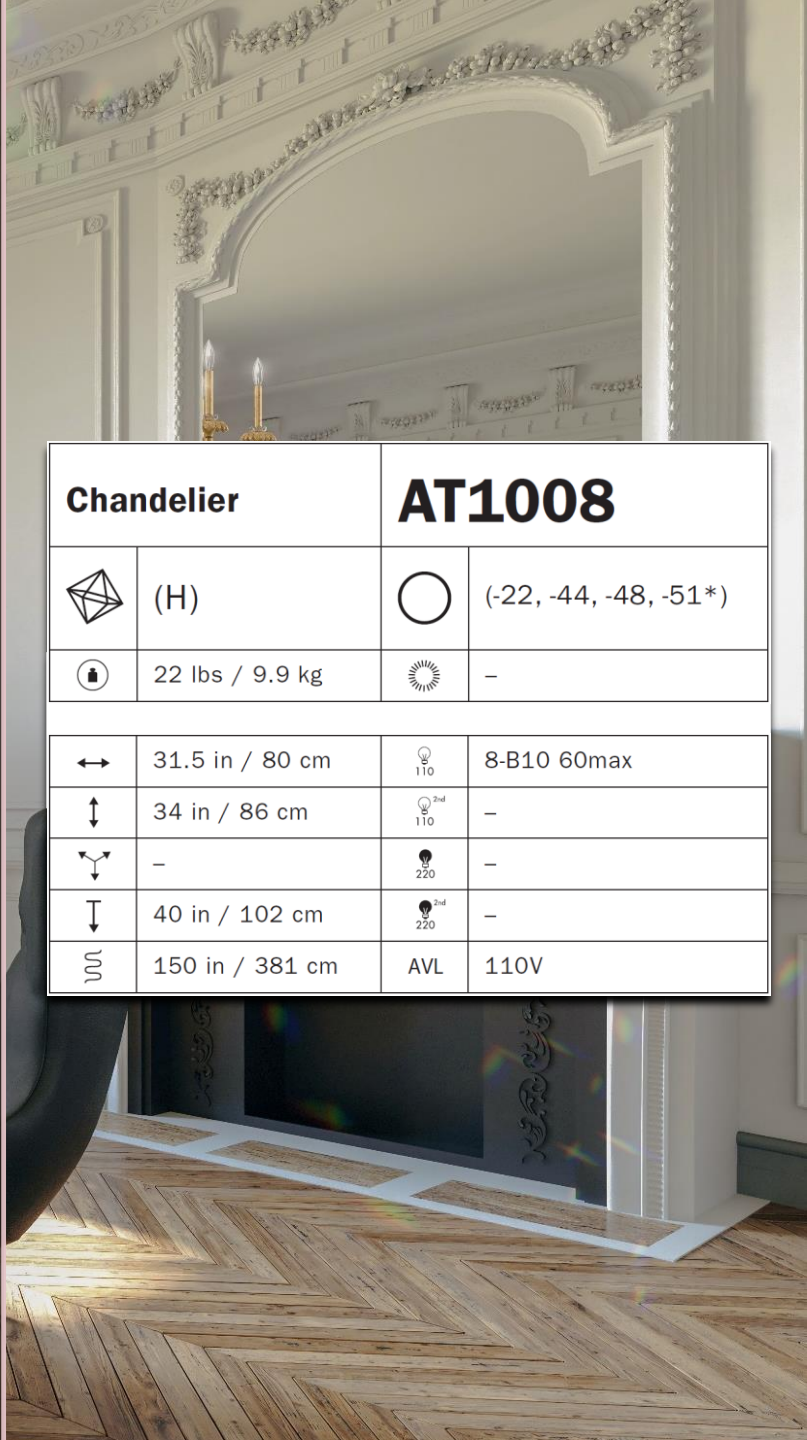 Chandelier AT1008
(H) (-22, -44, -48, -51*)
22 lbs / 9.9 kg –
31.5 in / 80 cm 110 8-B10 60max
34 in / 86 cm 2nd 110 –
– 220 –
40 in / 102 cm 2nd 220 –
150 in / 381 cm AVL 110V